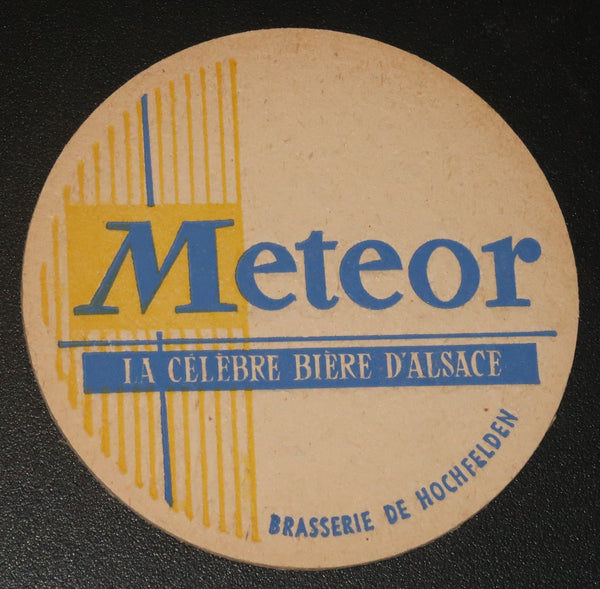 Meteor
LA CÉLÈBRE BIÈRE D'ALSACE
BRASSERIE DE HOCHFELDEN